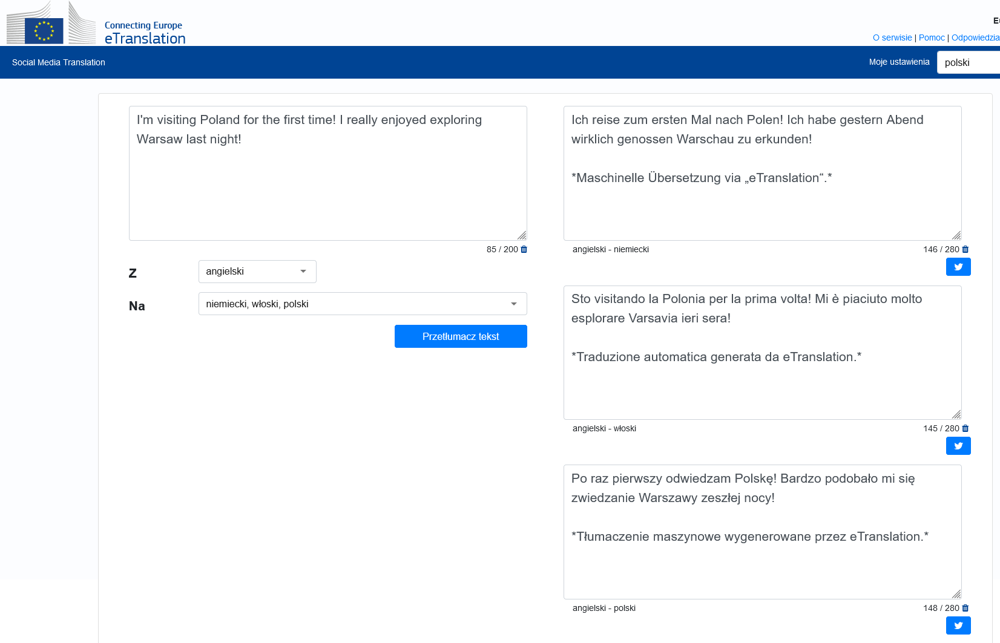 Connecting Europe
eTranslation
O serwisie | Pomoc |
Social Media Translation
Moje ustawienia
polski
I'm visiting Poland for the first time! I really enjoyed exploring
Warsaw last night!
85 / 200
Z
angielski
Na
niemiecki, włoski, polski
Przetłumacz tekst
Ich reise zum ersten Mal nach Polen! Ich habe gestern Abend
wirklich genossen Warschau zu erkunden!
*Maschinelle Übersetzung via „eTranslation“.*
angielski - niemiecki
146 / 280
Sto visitando la Polonia per la prima volta! Mi è piaciuto molto
esplorare Varsavia ieri sera!
*Traduzione automatica generata da eTranslation.*
angielski - włoski
145 / 280
Po raz pierwszy odwiedzam Polskę! Bardzo podobało mi się
zwiedzanie Warszawy zeszłej nocy!
*Tłumaczenie maszynowe wygenerowane przez eTranslation.*
angielski - polski
148 / 280